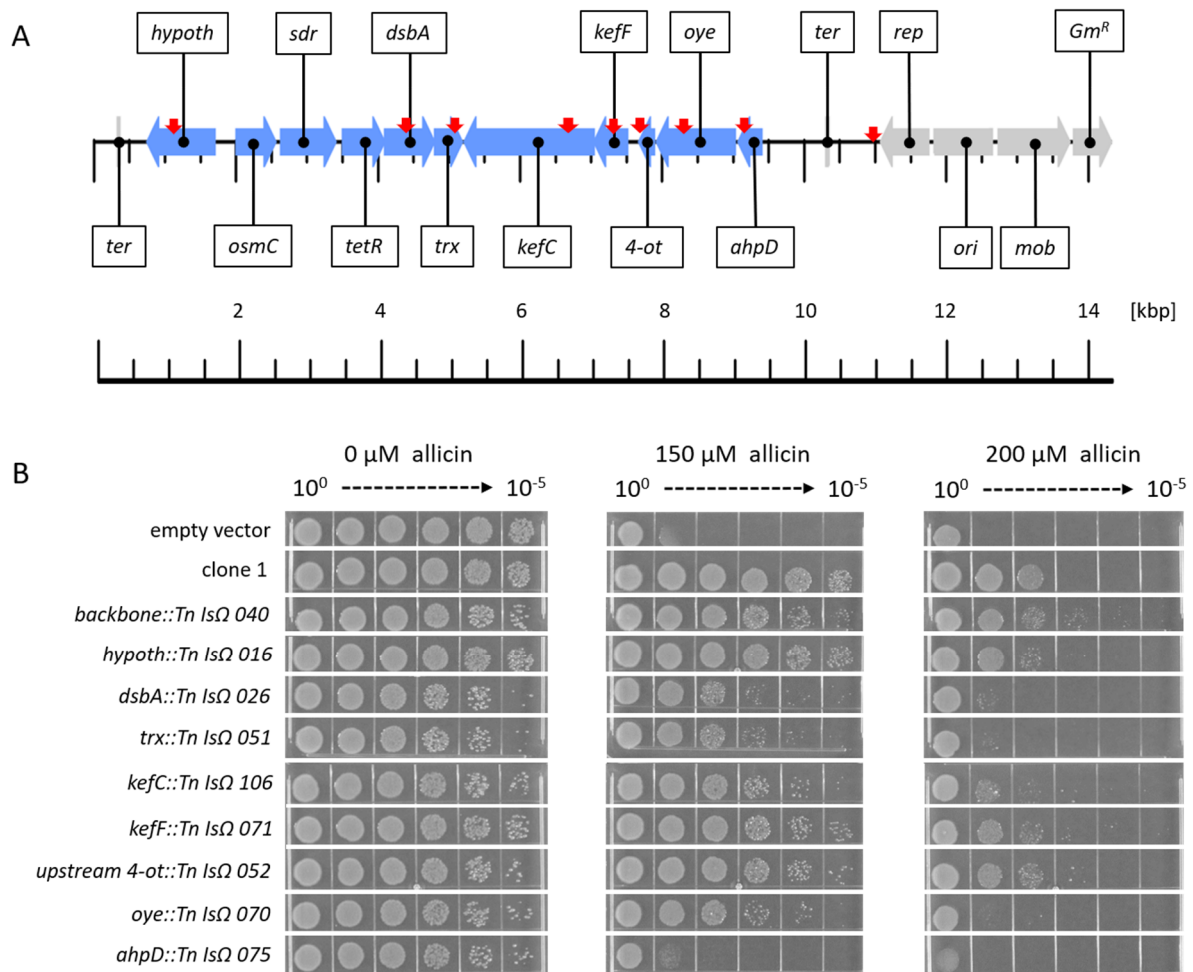 A
hypoth sdr dsbA kefF oye ter rep Gm^R
ter osmC tetR trx kefC 4-ot ahpD ori mob
2 4 6 8 10 12 14 [kbp]
B
0 µM allicin 150 µM allicin 200 µM allicin
10⁰ 10⁻⁵ 10⁰ 10⁻⁵ 10⁰ 10⁻⁵
empty vector
clone 1
backbone::Tn IsΩ 040
hypoth::Tn IsΩ 016
dsbA::Tn IsΩ 026
trx::Tn IsΩ 051
kefC::Tn IsΩ 106
kefF::Tn IsΩ 071
upstream 4-ot::Tn IsΩ 052
oye::Tn IsΩ 070
ahpD::Tn IsΩ 075